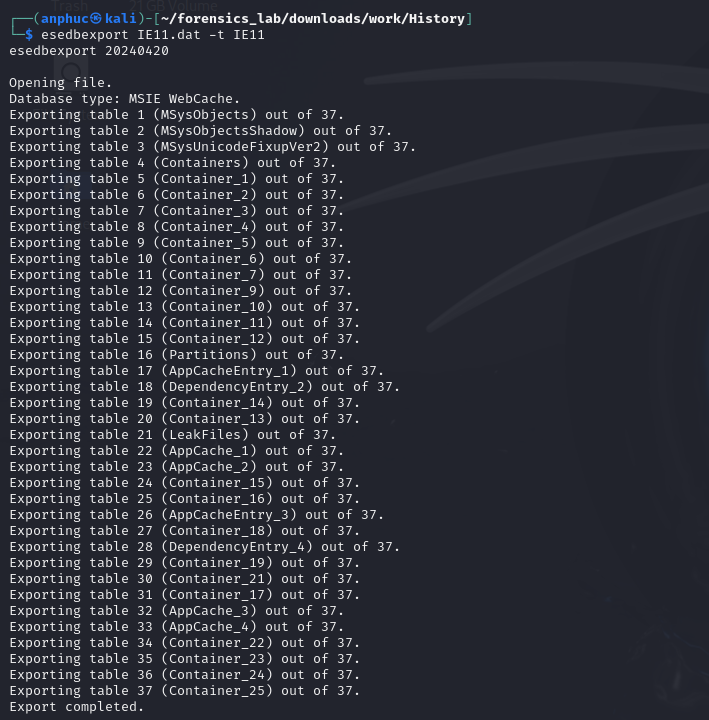 Trash 21 GB Volume
┌──(anphuc㉿kali)-[~/forensics_lab/downloads/work/History]
└─$ esedbexport IE11.dat -t IE11
esedbexport 20240420
Opening file.
Database type: MSIE WebCache.
Exporting table 1 (MSysObjects) out of 37.
Exporting table 2 (MSysObjectsShadow) out of 37.
Exporting table 3 (MSysUnicodeFixupVer2) out of 37.
Exporting table 4 (Containers) out of 37.
Exporting table 5 (Container_1) out of 37.
Exporting table 6 (Container_2) out of 37.
Exporting table 7 (Container_3) out of 37.
Exporting table 8 (Container_4) out of 37.
Exporting table 9 (Container_5) out of 37.
Exporting table 10 (Container_6) out of 37.
Exporting table 11 (Container_7) out of 37.
Exporting table 12 (Container_9) out of 37.
Exporting table 13 (Container_10) out of 37.
Exporting table 14 (Container_11) out of 37.
Exporting table 15 (Container_12) out of 37.
Exporting table 16 (Partitions) out of 37.
Exporting table 17 (AppCacheEntry_1) out of 37.
Exporting table 18 (DependencyEntry_2) out of 37.
Exporting table 19 (Container_14) out of 37.
Exporting table 20 (Container_13) out of 37.
Exporting table 21 (LeakFiles) out of 37.
Exporting table 22 (AppCache_1) out of 37.
Exporting table 23 (AppCache_2) out of 37.
Exporting table 24 (Container_15) out of 37.
Exporting table 25 (Container_16) out of 37.
Exporting table 26 (AppCacheEntry_3) out of 37.
Exporting table 27 (Container_18) out of 37.
Exporting table 28 (DependencyEntry_4) out of 37.
Exporting table 29 (Container_19) out of 37.
Exporting table 30 (Container_21) out of 37.
Exporting table 31 (Container_17) out of 37.
Exporting table 32 (AppCache_3) out of 37.
Exporting table 33 (AppCache_4) out of 37.
Exporting table 34 (Container_22) out of 37.
Exporting table 35 (Container_23) out of 37.
Exporting table 36 (Container_24) out of 37.
Exporting table 37 (Container_25) out of 37.
Export completed.